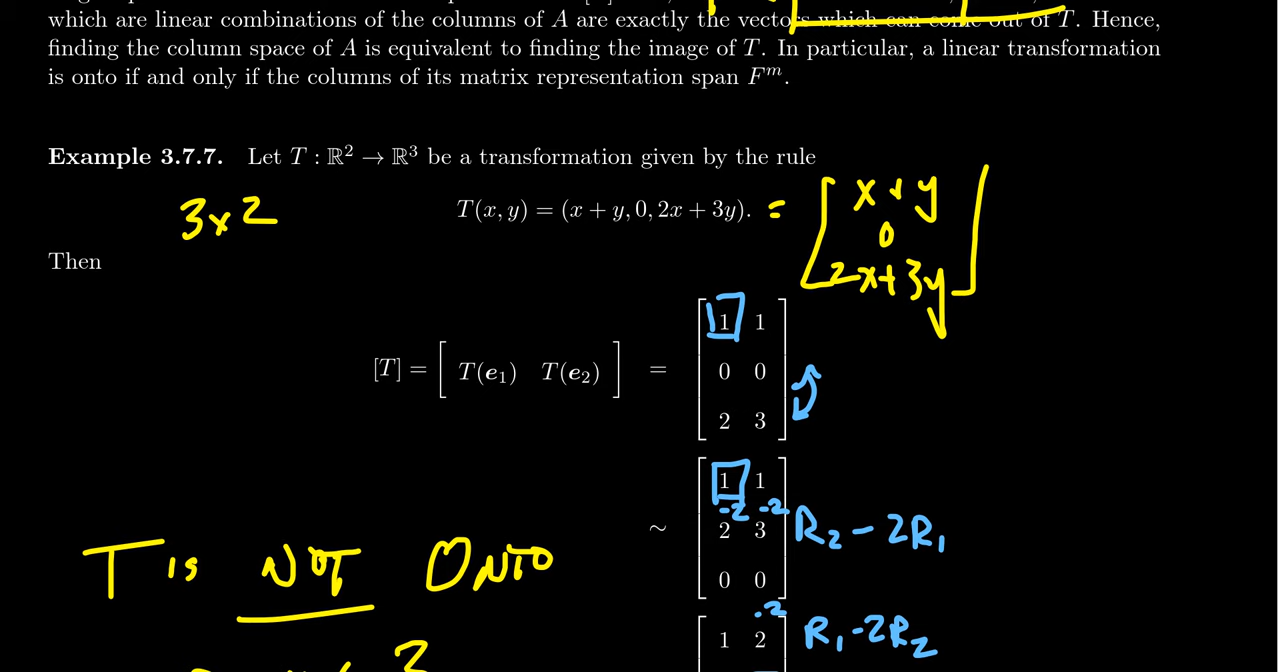 which are linear combinations of the columns of A are exactly the vectors which can come out of T. Hence,
finding the column space of A is equivalent to finding the image of T. In particular, a linear transformation
is onto if and only if the columns of its matrix representation span F^m.
Example 3.7.7. Let T : ℝ² → ℝ³ be a transformation given by the rule
3x2
T(x, y) = (x + y, 0, 2x + 3y). = [x + y
0
2x+3y]
Then
[T] = [ T(e₁) T(e₂) ] = [1 1
0 0
2 3]
~ [1 1
-2 -2
2 3
0 0] R₂ - 2R₁
T is NOT ONTO
-2
[1 2 R₁ -2R₂